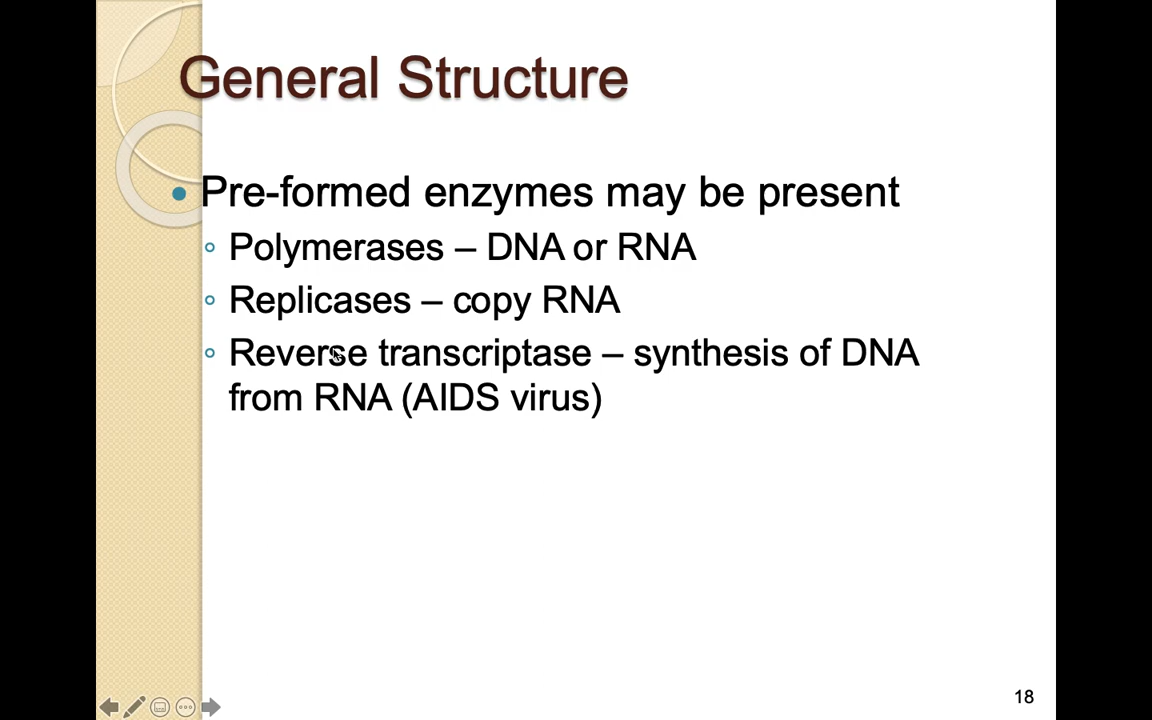 General Structure
Pre-formed enzymes may be present
Polymerases – DNA or RNA
Replicases – copy RNA
Reverse transcriptase – synthesis of DNA
from RNA (AIDS virus)
18